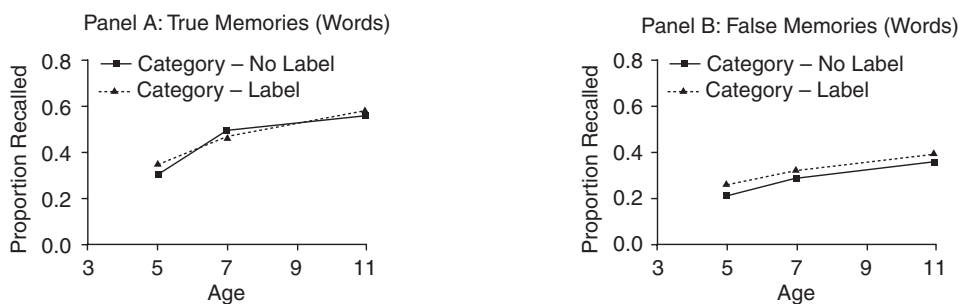 Panel A: True Memories (Words)
0.8
0.6
0.4
0.2
0.0
Proportion Recalled
Category – No Label
Category – Label
3 5 7 9 11
Age
Panel B: False Memories (Words)
0.8
0.6
0.4
0.2
0.0
Proportion Recalled
Category – No Label
Category – Label
3 5 7 9 11
Age